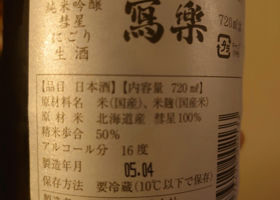 純米吟醸
彗星
にごり
生酒
寫樂
720ml
【品目 日本酒】【内容量 720㎖】
原材料名 米(国産)、米麹(国産米)
原材米 北海道産 彗星100%
精米歩合 50%
アルコール分 16度
製造年月 05.04
保存方法 要冷蔵(10℃以下で保存)